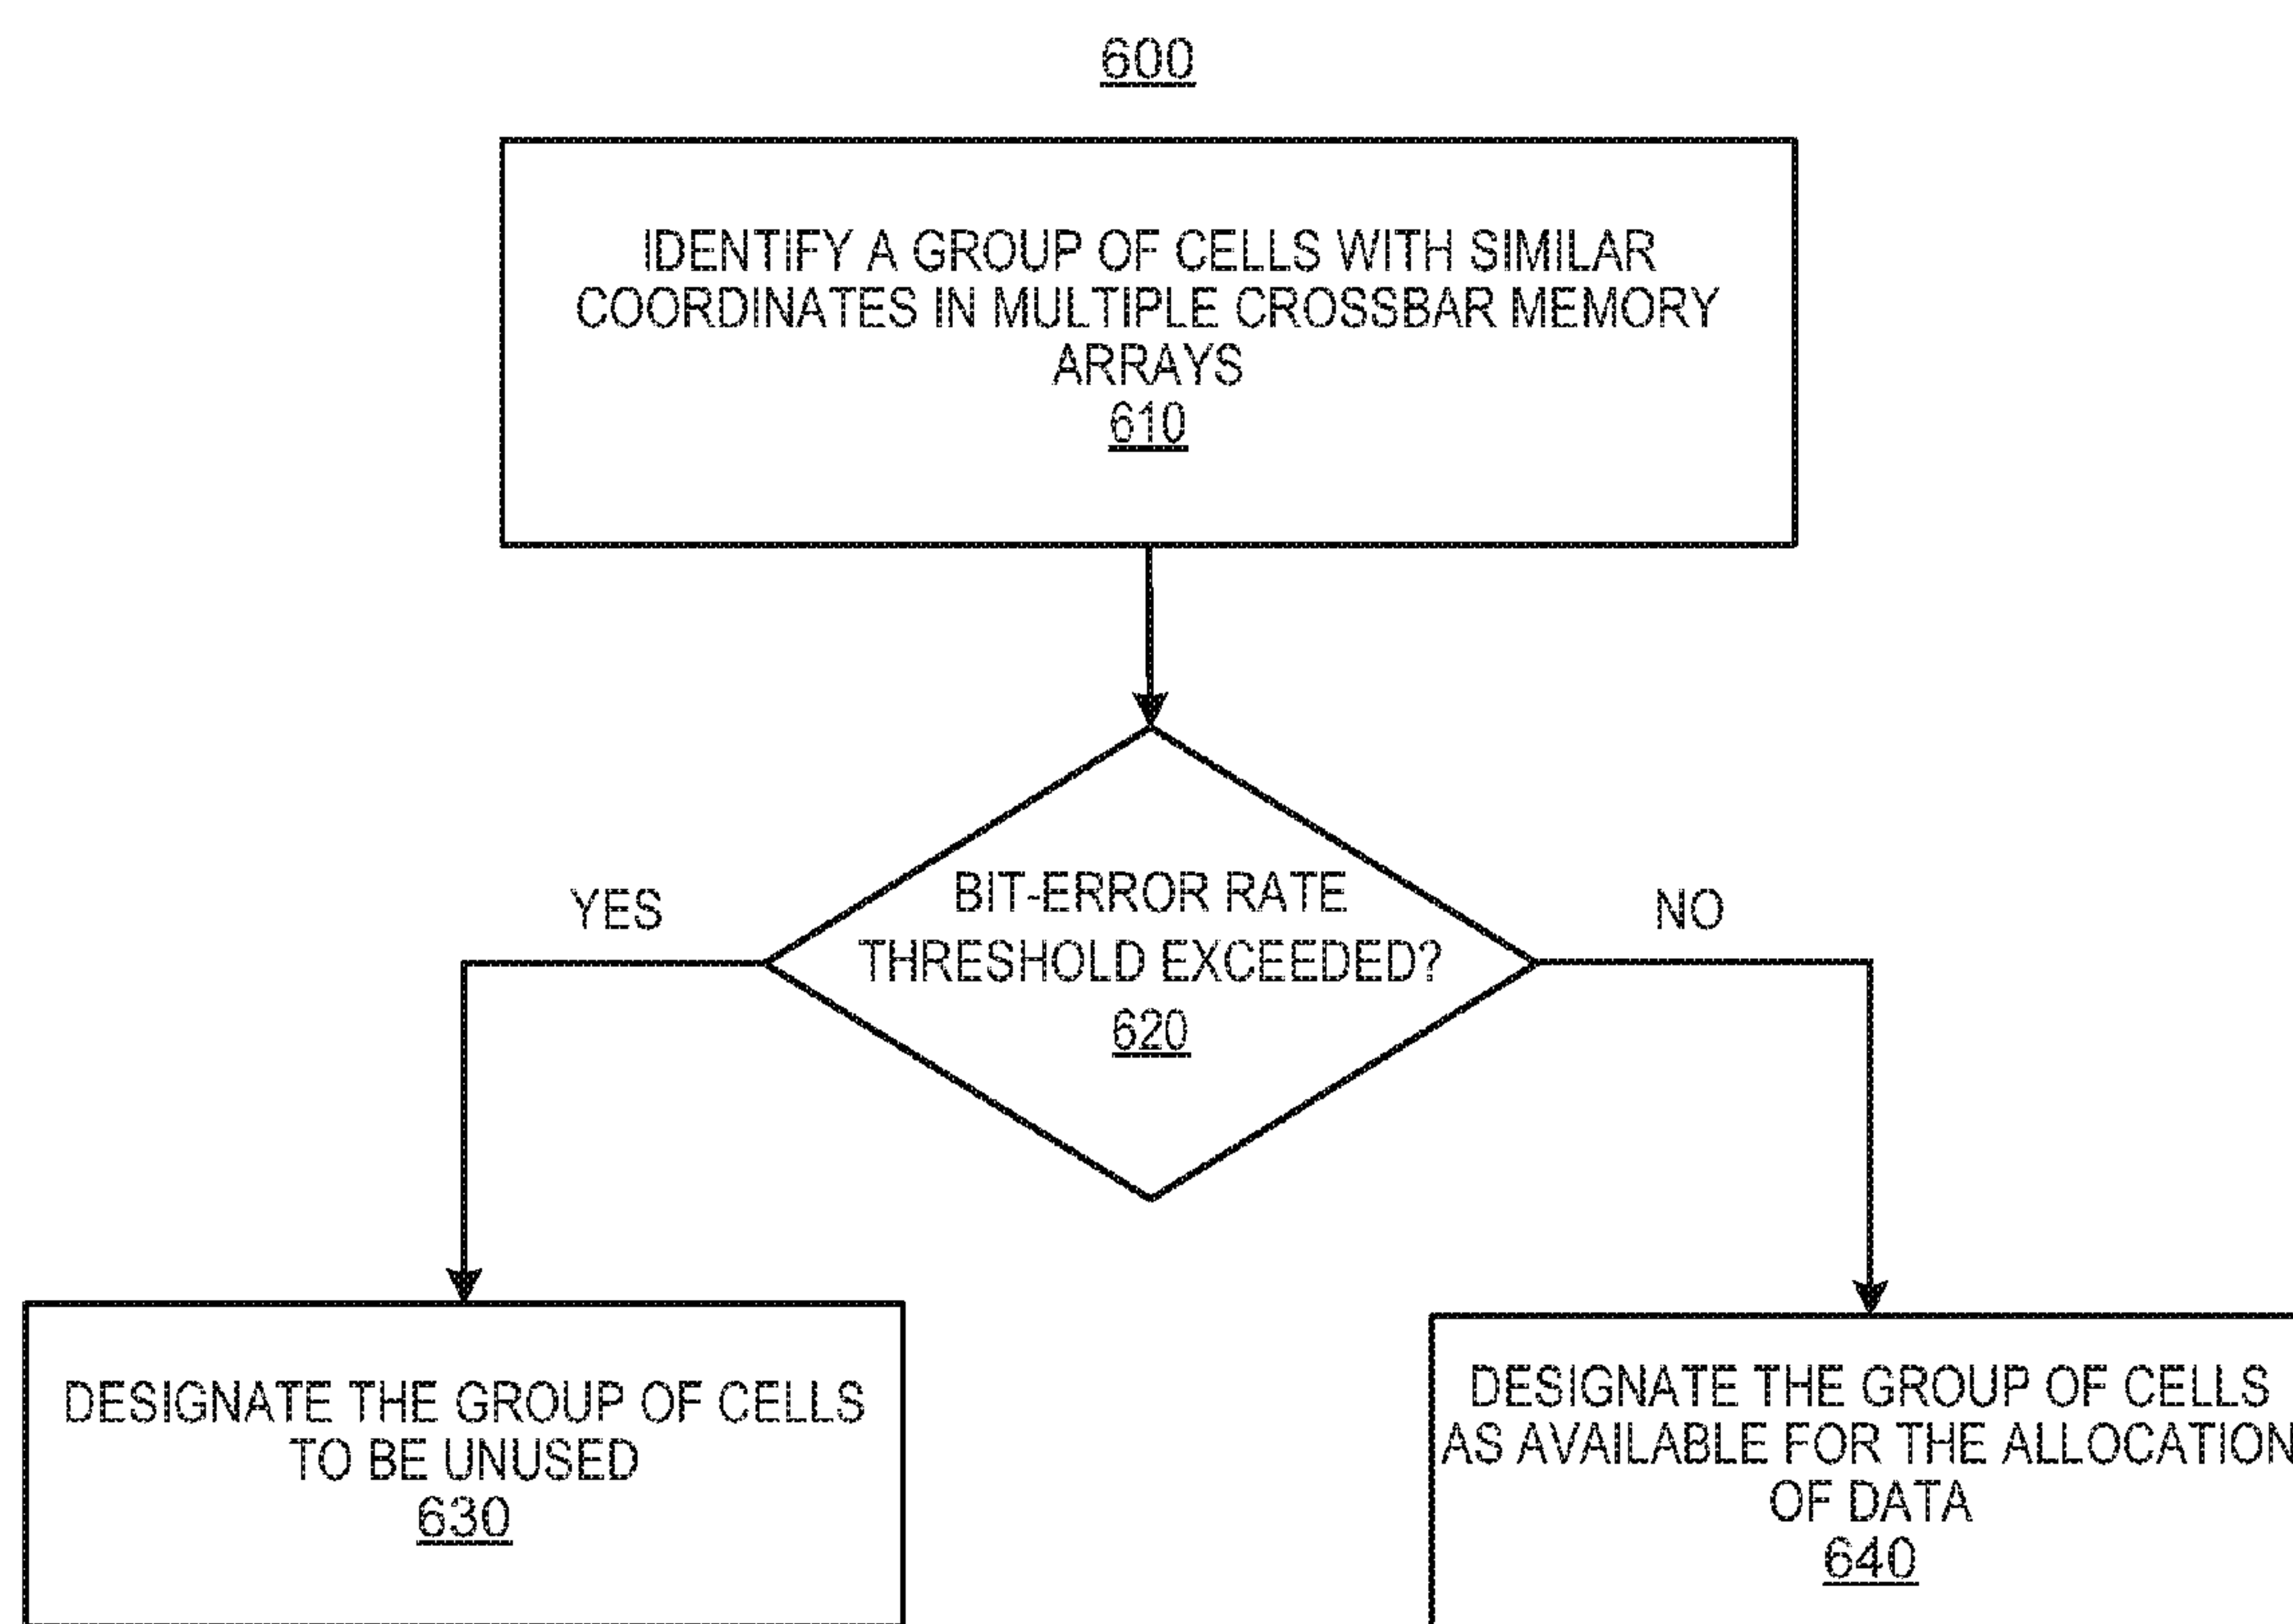 600
IDENTIFY A GROUP OF CELLS WITH SIMILAR
COORDINATES IN MULTIPLE CROSSBAR MEMORY
ARRAYS
610
BIT-ERROR RATE
THRESHOLD EXCEEDED?
620
YES
NO
DESIGNATE THE GROUP OF CELLS
TO BE UNUSED
630
DESIGNATE THE GROUP OF CELLS
AS AVAILABLE FOR THE ALLOCATION
OF DATA
640